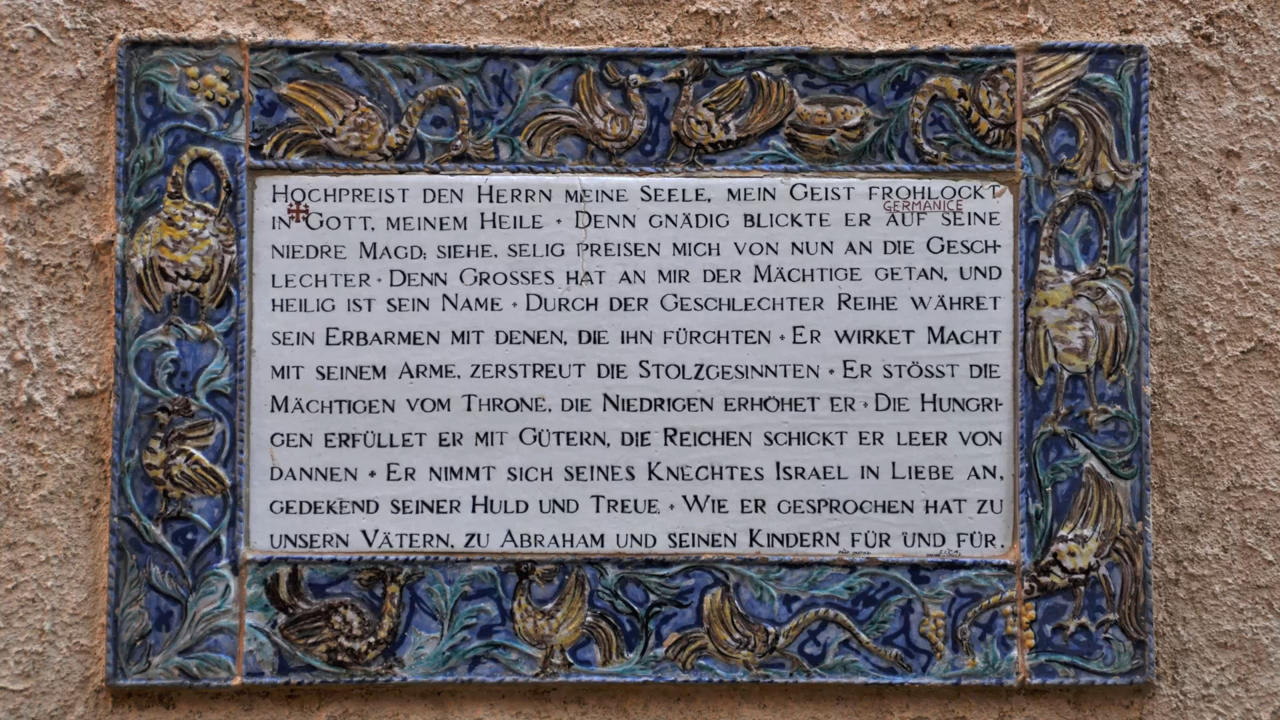 HOCHPREIST DEN HERRN MEINE SEELE, MEIN GEIST FROHLOCKT
GERMANICE
IN GOTT, MEINEM HEILE • DENN GNÄDIG BLICKTE ER AUF SEINE
NIEDRE MAGD; SIEHE, SELIG PREISEN MICH VON NUN AN DIE GESCH-
LECHTER • DENN GROSSES HAT AN MIR DER MÄCHTIGE GETAN, UND
HEILIG IST SEIN NAME • DURCH DER GESCHLECHTER REIHE WÄHRET
SEIN ERBARMEN MIT DENEN, DIE IHN FÜRCHTEN • ER WIRKET MACHT
MIT SEINEM ARME, ZERSTREUT DIE STOLZGESINNTEN • ER STÖSST DIE
MÄCHTIGEN VOM THRONE, DIE NIEDRIGEN ERHÖHET ER • DIE HUNGRI-
GEN ERFÜLLET ER MIT GÜTERN, DIE REICHEN SCHICKT ER LEER VON
DANNEN • ER NIMMT SICH SEINES KNECHTES ISRAEL IN LIEBE AN,
GEDEKEND SEINER HULD UND TREUE • WIE ER GESPROCHEN HAT ZU
UNSERN VÄTERN, ZU ABRAHAM UND SEINEN KINDERN FÜR UND FÜR.